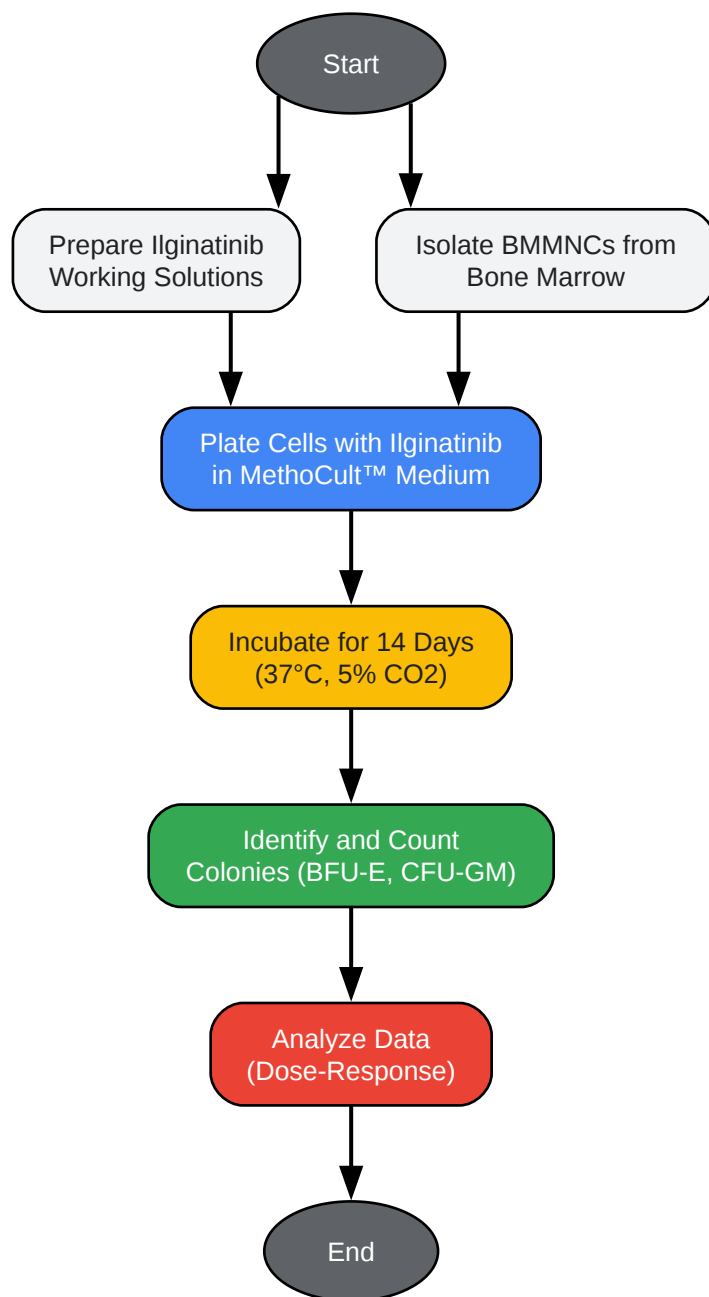 Start
Prepare Ilginatinib
Working Solutions
Isolate BMMNCs from
Bone Marrow
Plate Cells with Ilginatinib
in MethoCult™ Medium
Incubate for 14 Days
(37°C, 5% CO2)
Identify and Count
Colonies (BFU-E, CFU-GM)
Analyze Data
(Dose-Response)
End